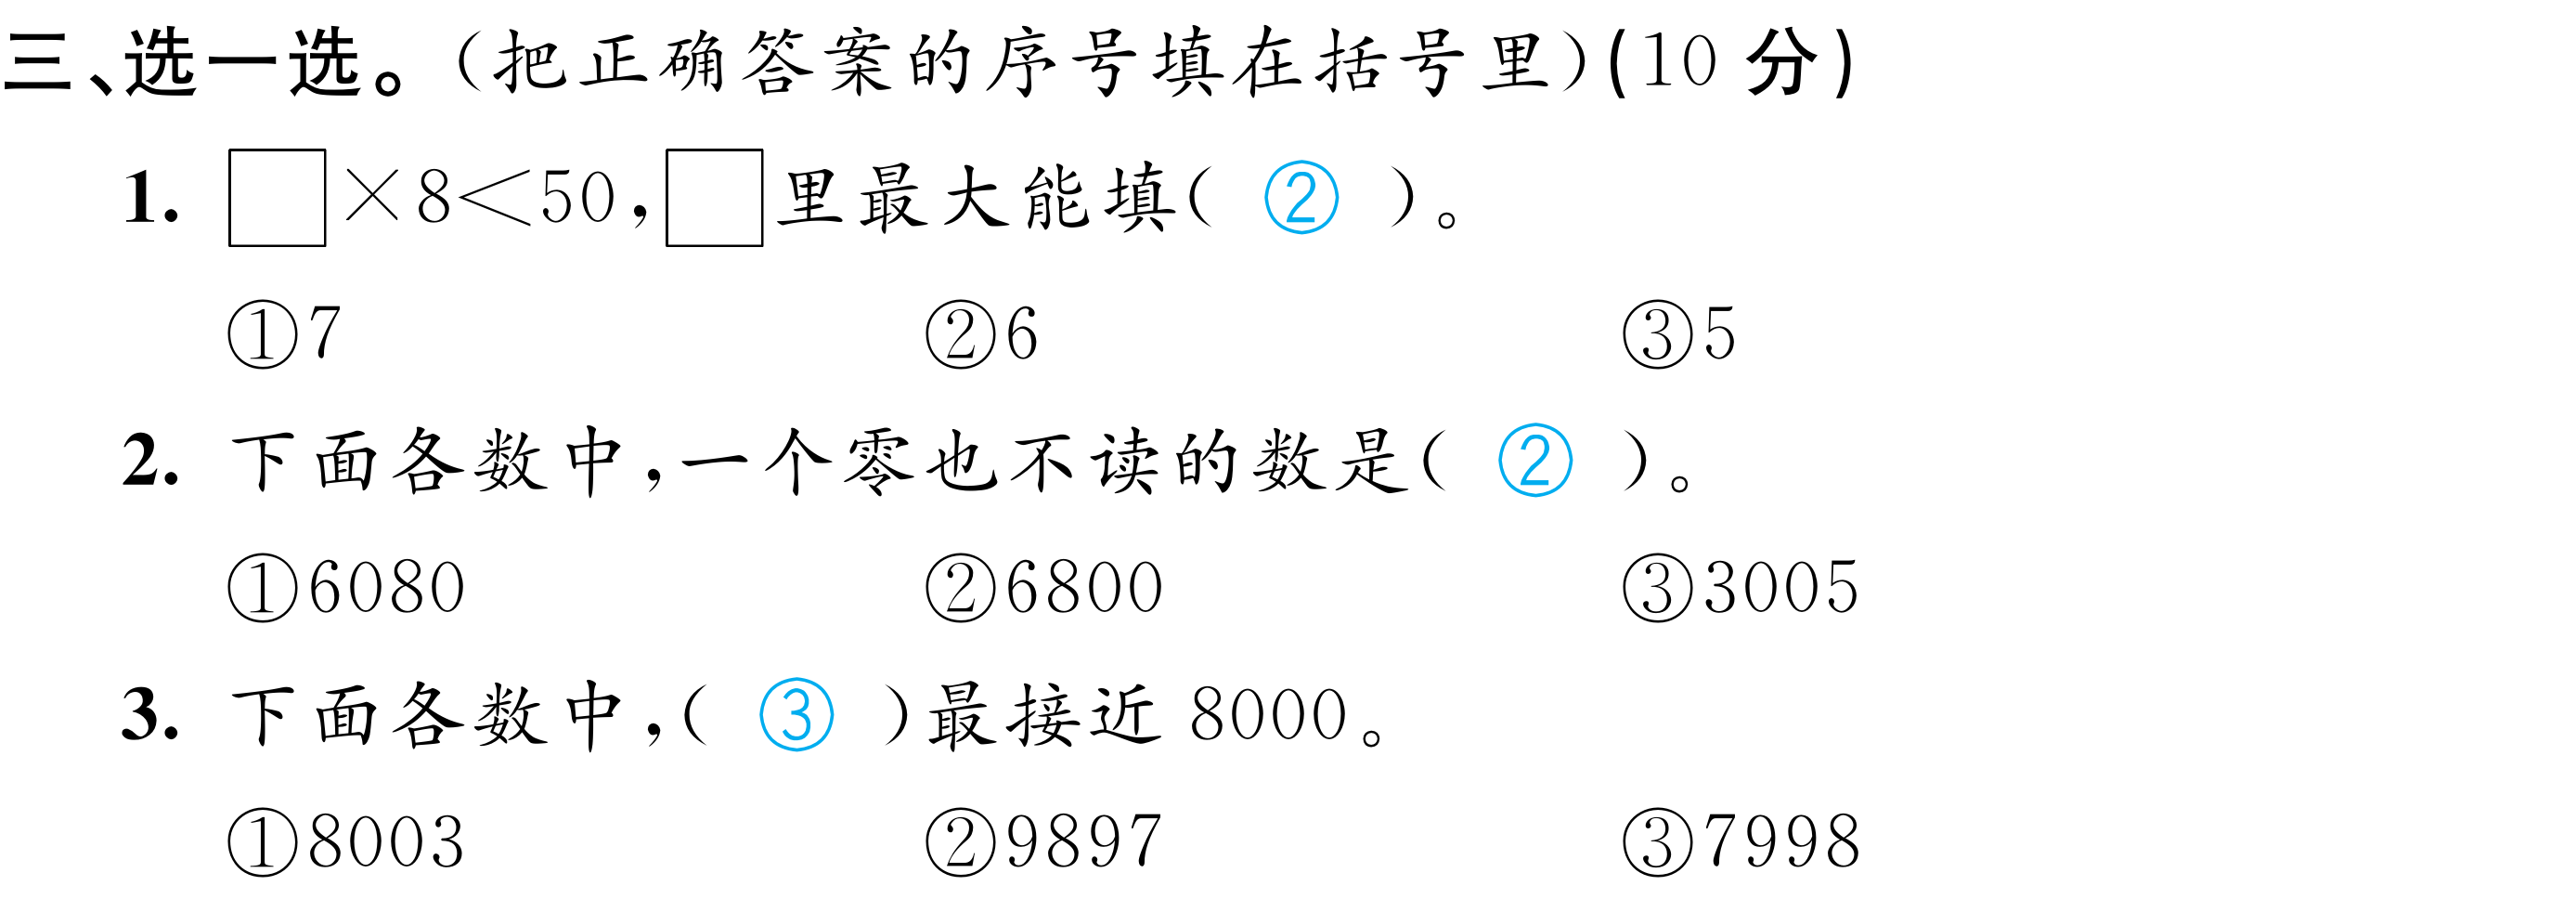 三、选一选。(把正确答案的序号填在括号里)(10 分)
1. □×8<50,□里最大能填( ② )。
①7 ②6 ③5
2. 下面各数中,一个零也不读的数是( ② )。
①6080 ②6800 ③3005
3. 下面各数中,( ③ )最接近 8000。
①8003 ②9897 ③7998